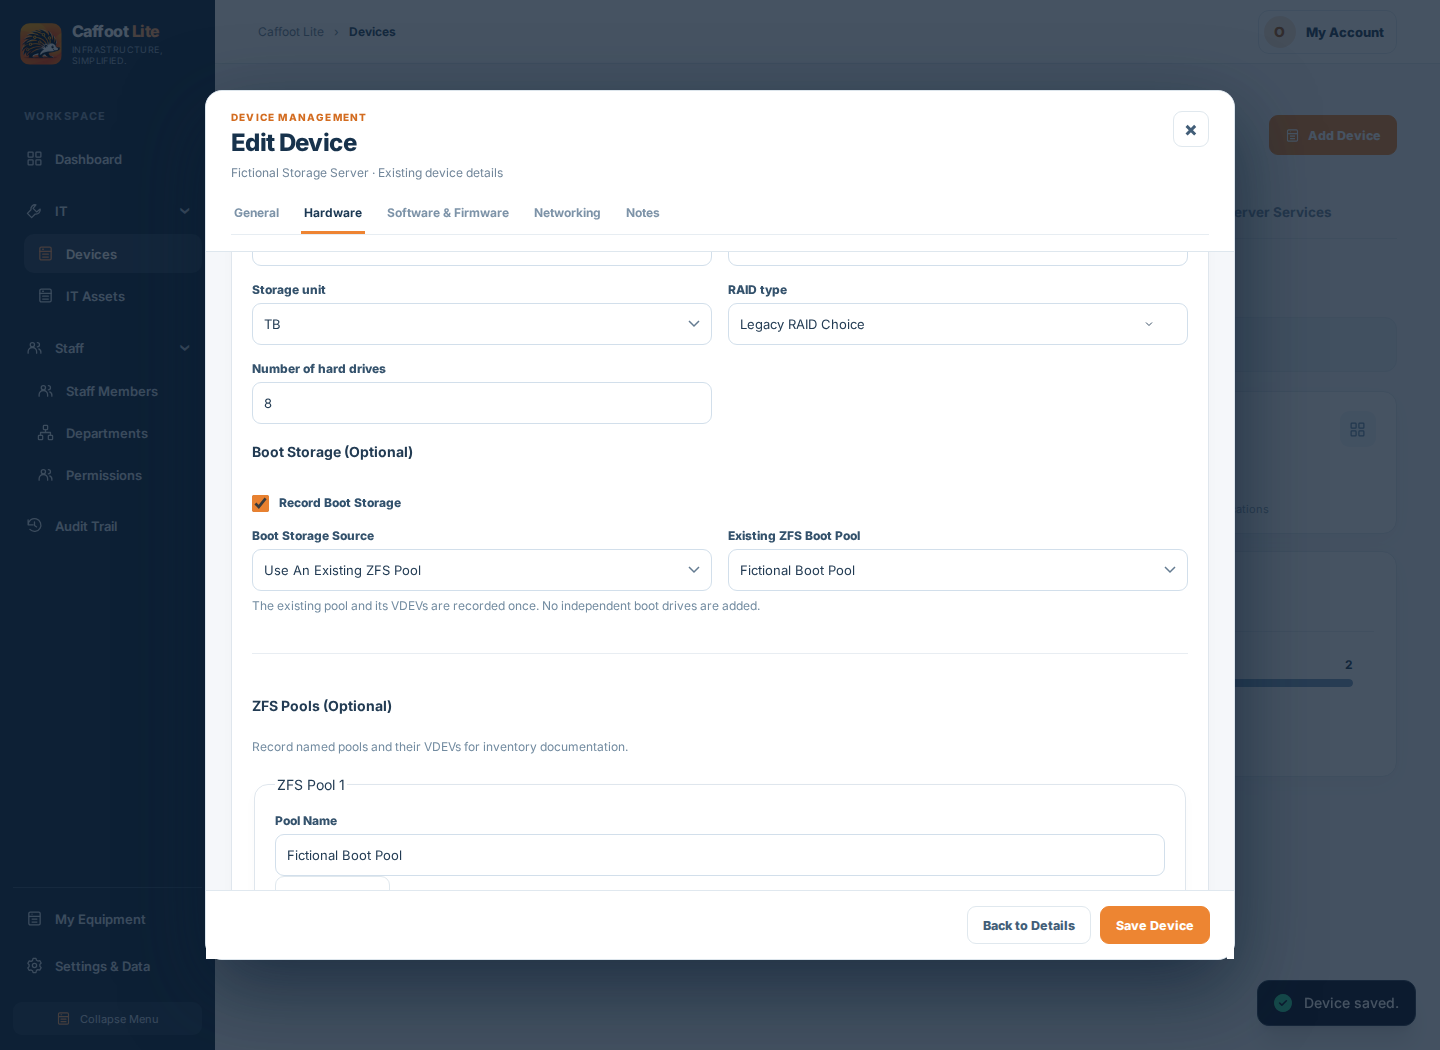 Caffoot Lite
INFRASTRUCTURE,
SIMPLIFIED.
Caffoot Lite › Devices
O
My Account
WORKSPACE
Dashboard
IT
Devices
IT Assets
Staff
Staff Members
Departments
Permissions
Audit Trail
My Equipment
Settings & Data
Collapse Menu
Add Device
erver Services
ations
2
DEVICE MANAGEMENT
Edit Device
Fictional Storage Server · Existing device details
General Hardware Software & Firmware Networking Notes
Storage unit
TB
RAID type
Legacy RAID Choice
Number of hard drives
8
Boot Storage (Optional)
Record Boot Storage
Boot Storage Source
Use An Existing ZFS Pool
Existing ZFS Boot Pool
Fictional Boot Pool
The existing pool and its VDEVs are recorded once. No independent boot drives are added.
ZFS Pools (Optional)
Record named pools and their VDEVs for inventory documentation.
ZFS Pool 1
Pool Name
Fictional Boot Pool
Back to Details
Save Device
Device saved.